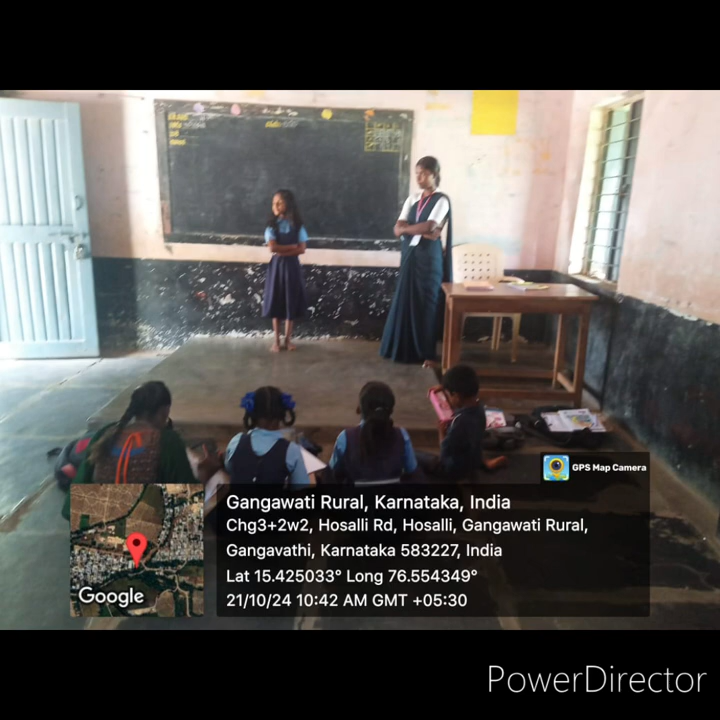 GPS Map Camera
Gangawati Rural, Karnataka, India
Chg3+2w2, Hosalli Rd, Hosalli, Gangawati Rural,
Gangavathi, Karnataka 583227, India
Lat 15.425033° Long 76.554349°
21/10/24 10:42 AM GMT +05:30
Google
PowerDirector